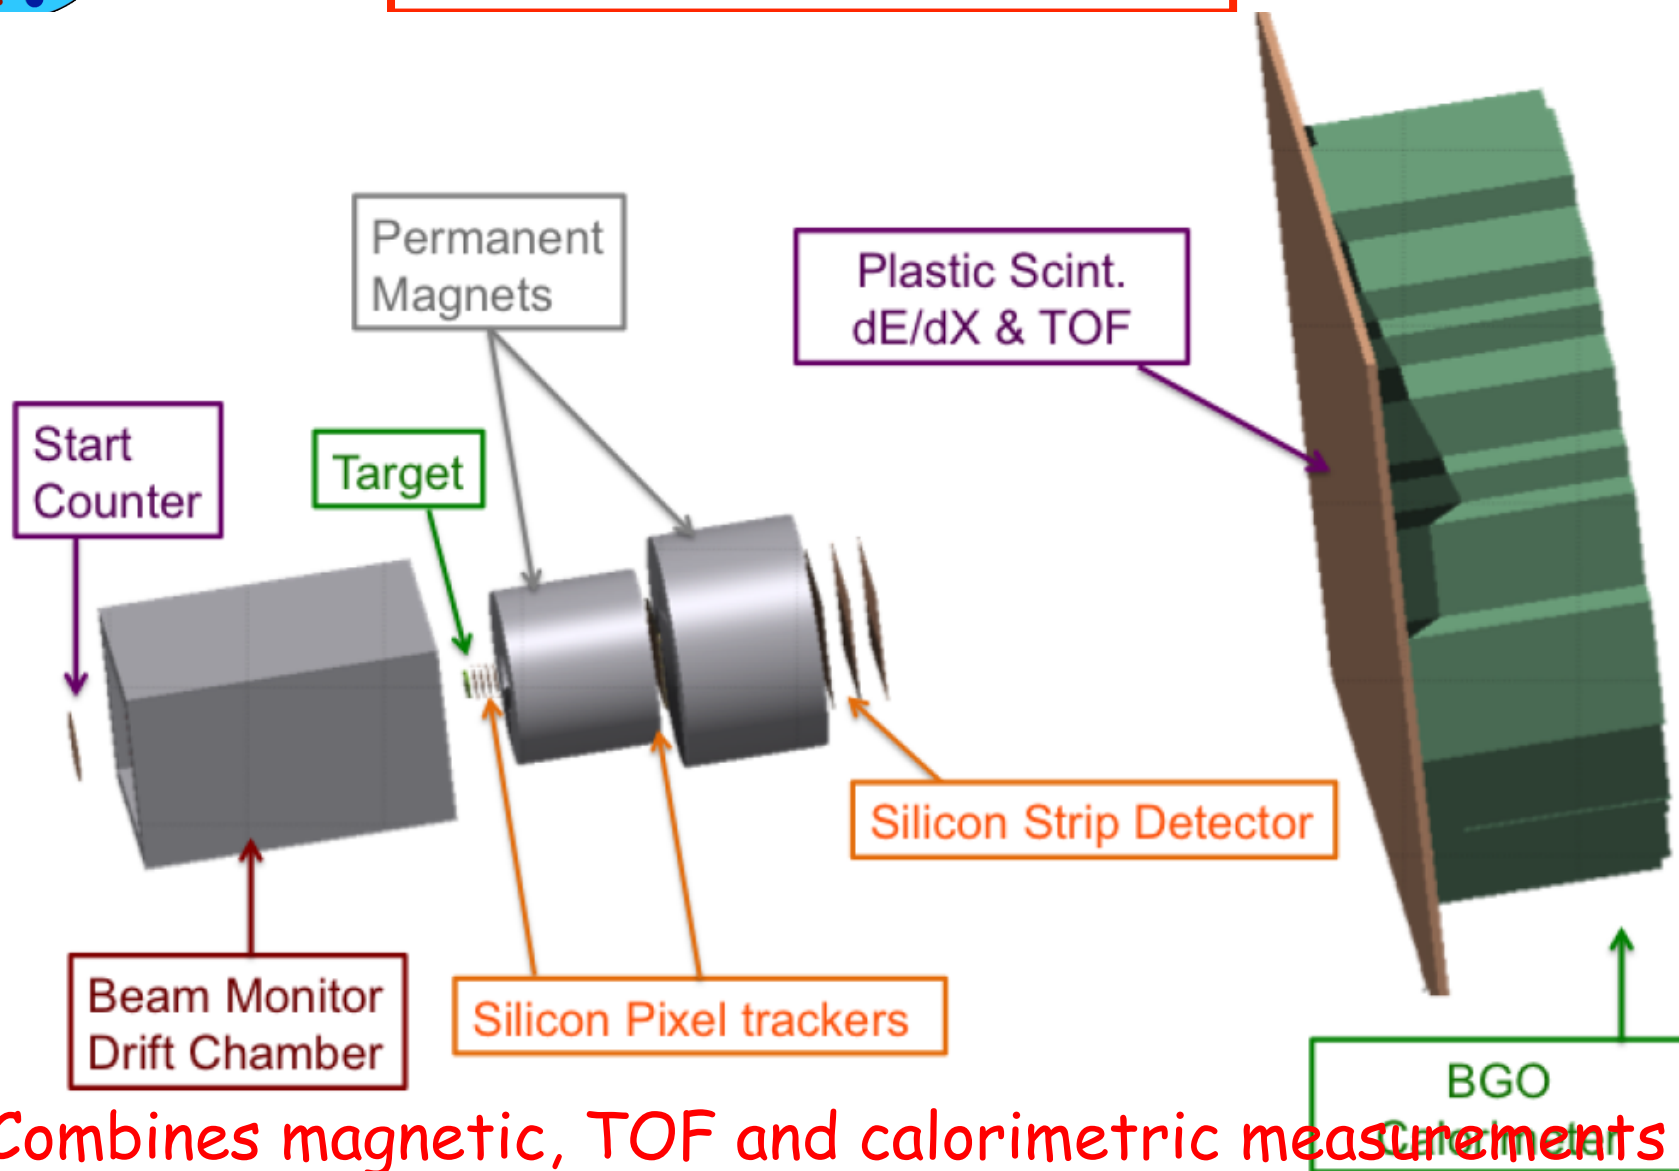 Permanent
Magnets
Plastic Scint.
dE/dX & TOF
Start
Counter
Target
Silicon Strip Detector
Beam Monitor
Drift Chamber
Silicon Pixel trackers
BGO
Calorimeter
Combines magnetic, TOF and calorimetric measurements